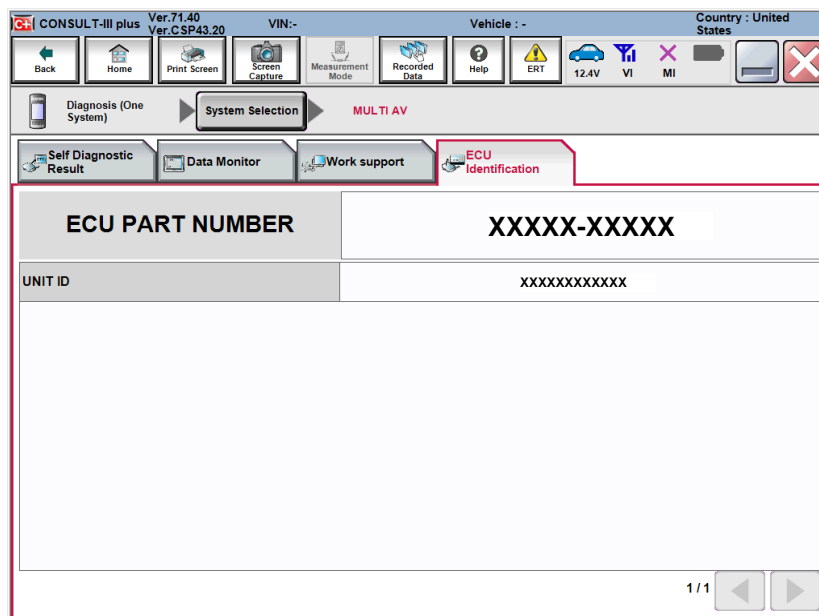 C+ CONSULT-III plus Ver.71.40 VIN:- Vehicle : - Country : United
Ver.CSP43.20 States
Back Home Print Screen Screen Capture Measurement Mode Recorded Data Help ERT 12.4V VI MI
Diagnosis (One
System) System Selection MULTI AV
Self Diagnostic
Result Data Monitor Work support ECU
Identification
ECU PART NUMBER XXXXX-XXXXX
UNIT ID XXXXXXXXXXXX
1/1